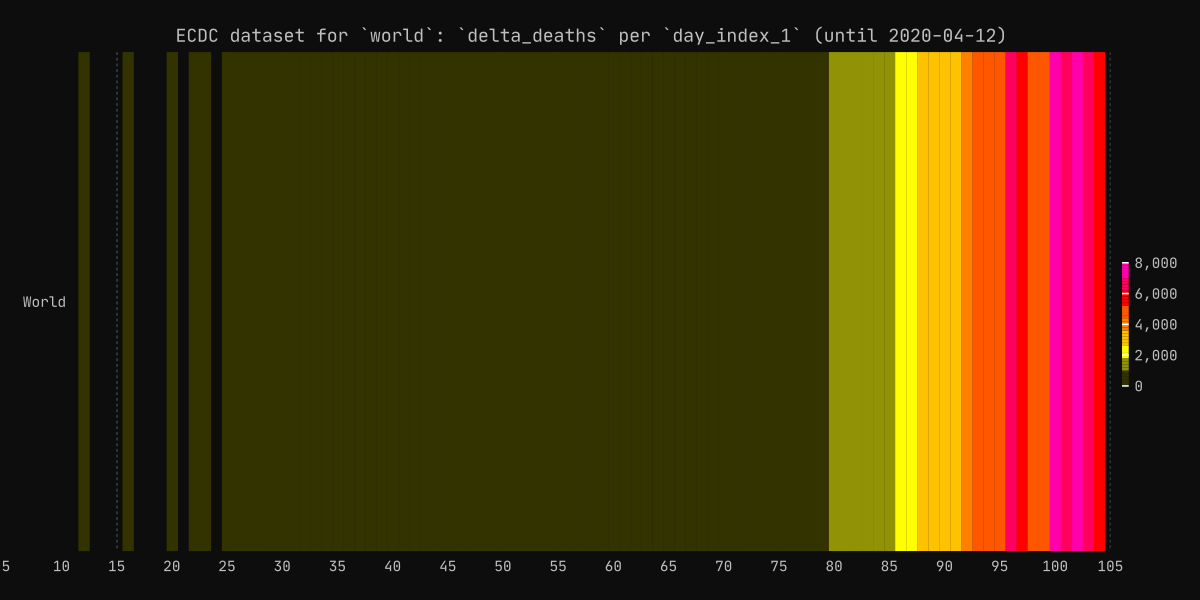 ECDC dataset for `world`: `delta_deaths` per `day_index_1` (until 2020-04-12)
8,000
6,000
World
4,000
2,000
0
5 10 15 20 25 30 35 40 45 50 55 60 65 70 75 80 85 90 95 100 105